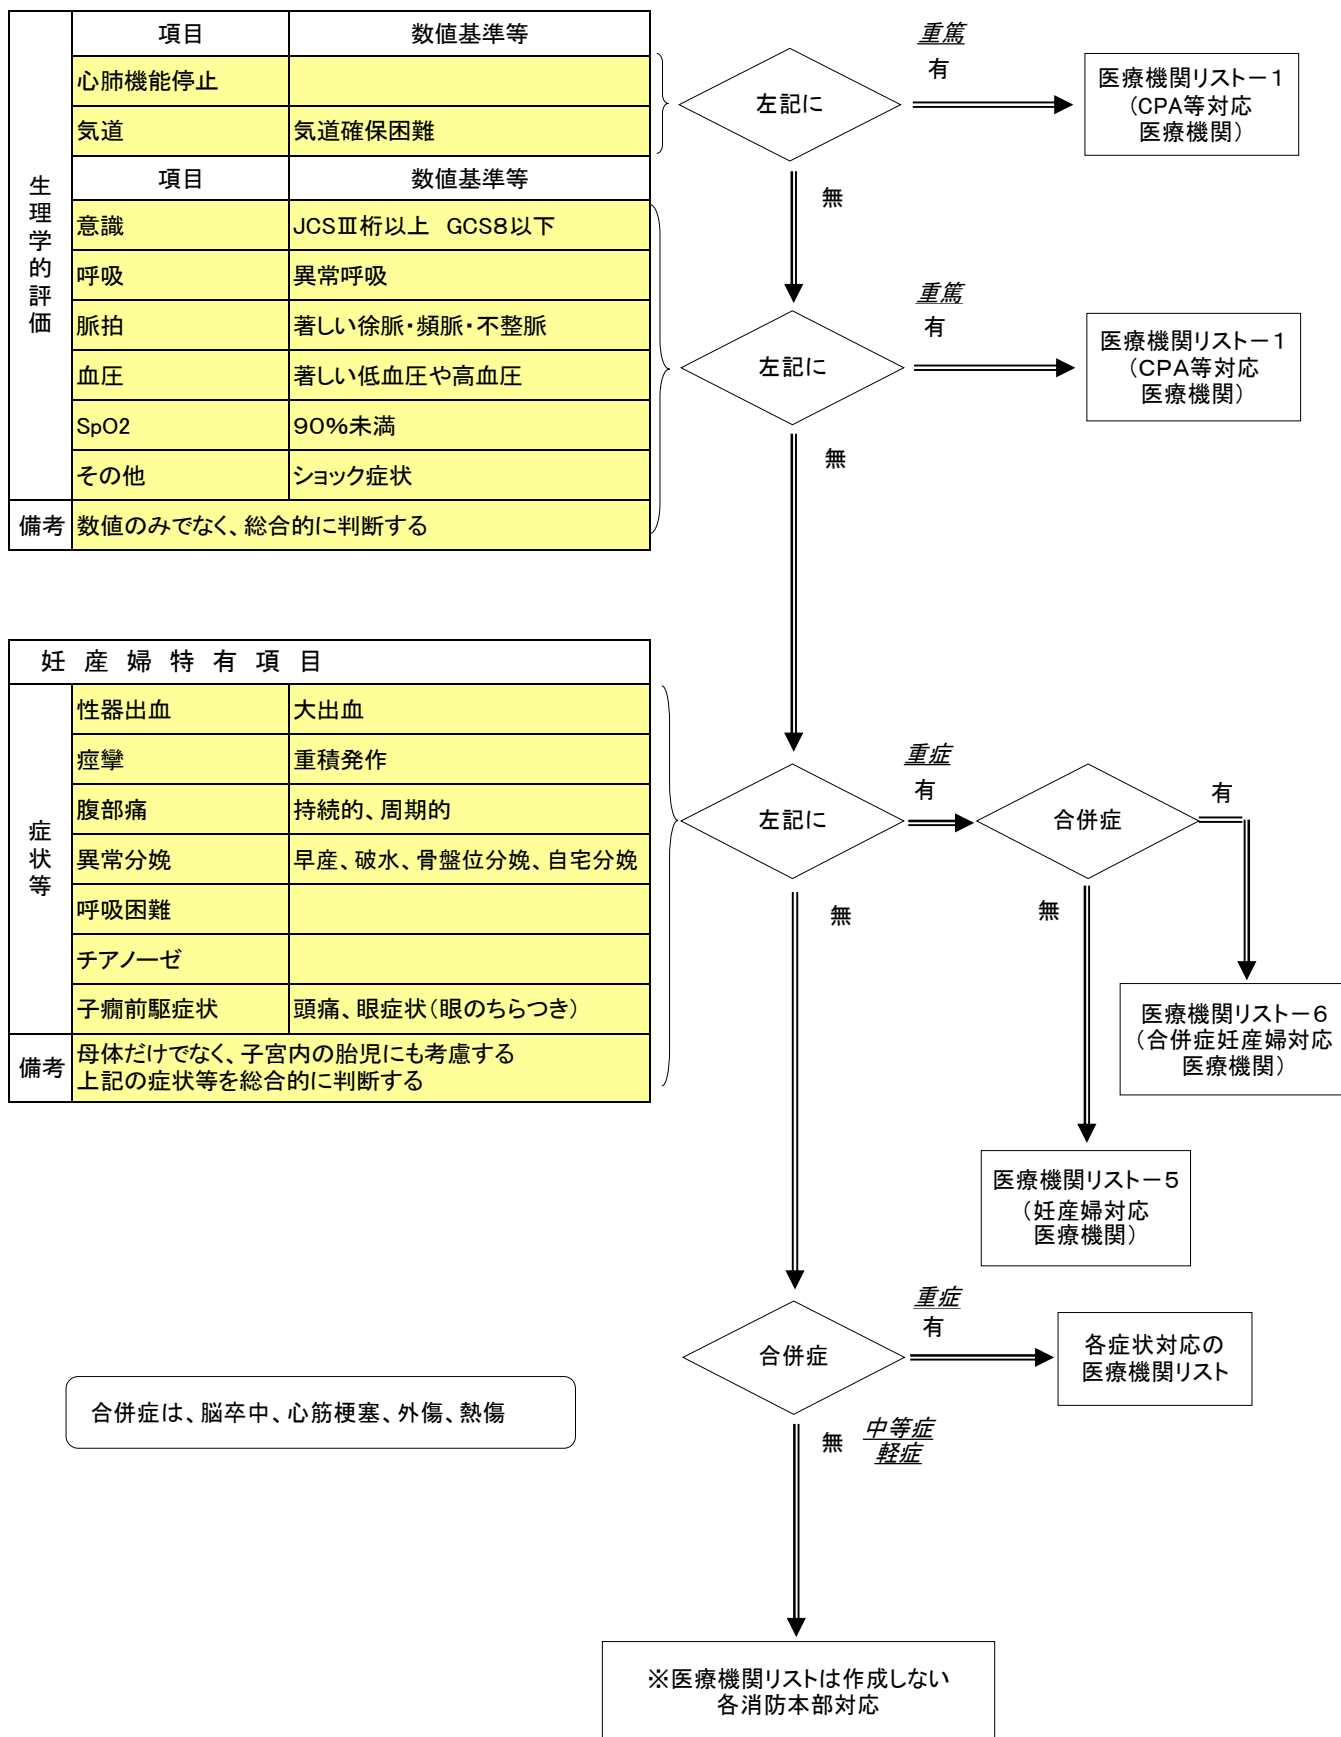 項目 数値基準等
心肺機能停止
気道 気道確保困難
項目 数値基準等
生理学的評価
意識 JCSⅢ桁以上 GCS8以下
呼吸 異常呼吸
脈拍 著しい徐脈・頻脈・不整脈
血圧 著しい低血圧や高血圧
SpO2 90%未満
その他 ショック症状
備考 数値のみでなく、総合的に判断する
左記に
重篤
有
医療機関リスト－1
（CPA等対応
医療機関）
無
左記に
重篤
有
医療機関リスト－1
（CPA等対応
医療機関）
無
妊産婦特有項目
症状等
性器出血 大出血
痙攣 重積発作
腹部痛 持続的、周期的
異常分娩 早産、破水、骨盤位分娩、自宅分娩
呼吸困難
チアノーゼ
子癇前駆症状 頭痛、眼症状（眼のちらつき）
備考 母体だけでなく、子宮内の胎児にも考慮する
上記の症状等を総合的に判断する
左記に
重症
有
合併症
有
無
無
医療機関リスト－6
（合併症妊産婦対応
医療機関）
医療機関リスト－5
（妊産婦対応
医療機関）
合併症
重症
有
各症状対応の
医療機関リスト
合併症は、脳卒中、心筋梗塞、外傷、熱傷
無
中等症
軽症
※医療機関リストは作成しない
各消防本部対応